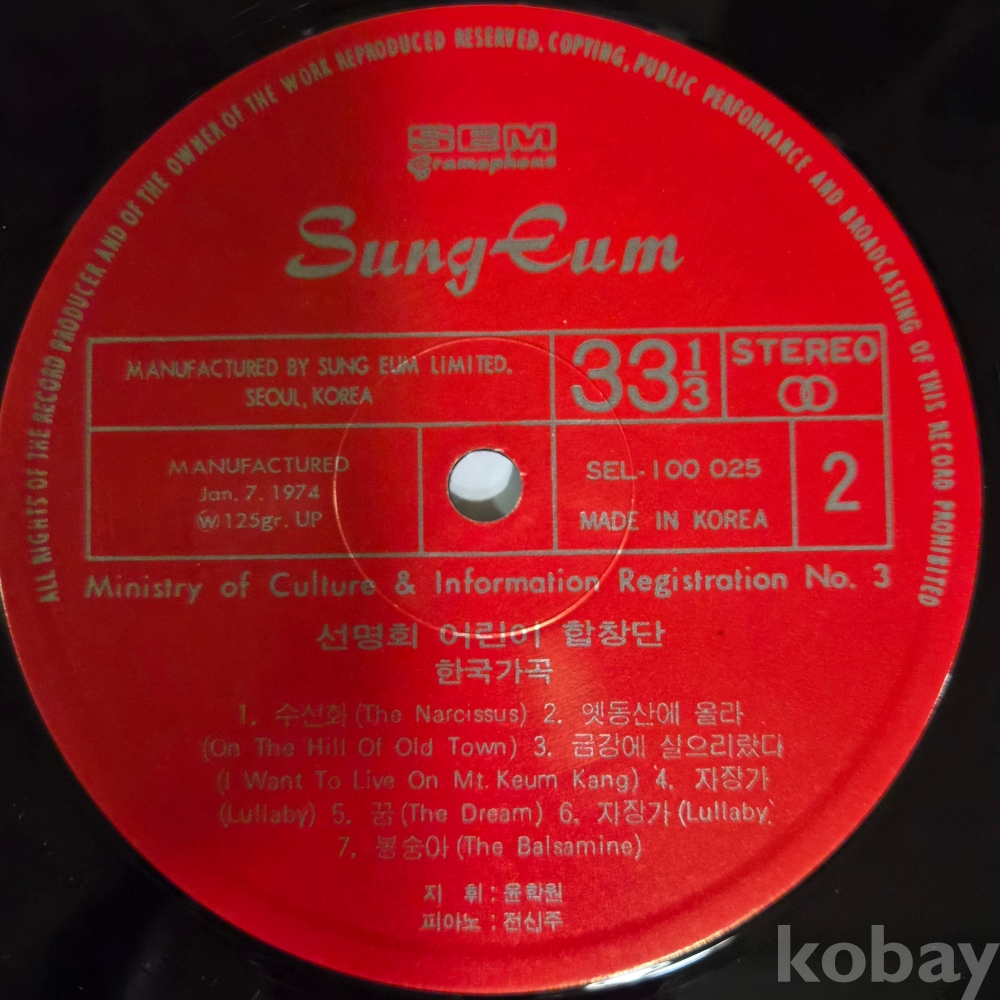 ALL RIGHTS OF THE RECORD PRODUCER AND OF THE OWNER OF THE WORK REPRODUCED RESERVED. COPYING, PUBLIC PERFORMANCE AND BROADCASTING OF THIS RECORD PROHIBITED
SEM
Gramophone
Sung Eum
MANUFACTURED BY SUNG EUM LIMITED.
SEOUL, KOREA
33 1/3
STEREO
MANUFACTURED
Jan. 7. 1974
Ⓦ 125gr. UP
SEL-100 025
MADE IN KOREA
2
Ministry of Culture & Information Registration No. 3
선명회 어린이 합창단
한국가곡
1. 수선화 (The Narcissus) 2. 옛동산에 올라
(On The Hill Of Old Town) 3. 금강에 살으리랐다
(I Want To Live On Mt. Keum Kang) 4. 자장가
(Lullaby) 5. 꿈 (The Dream) 6. 자장가 (Lullaby)
7. 봉숭아 (The Balsamine)
지 휘 : 윤학원
피아노 : 전신주
kobay